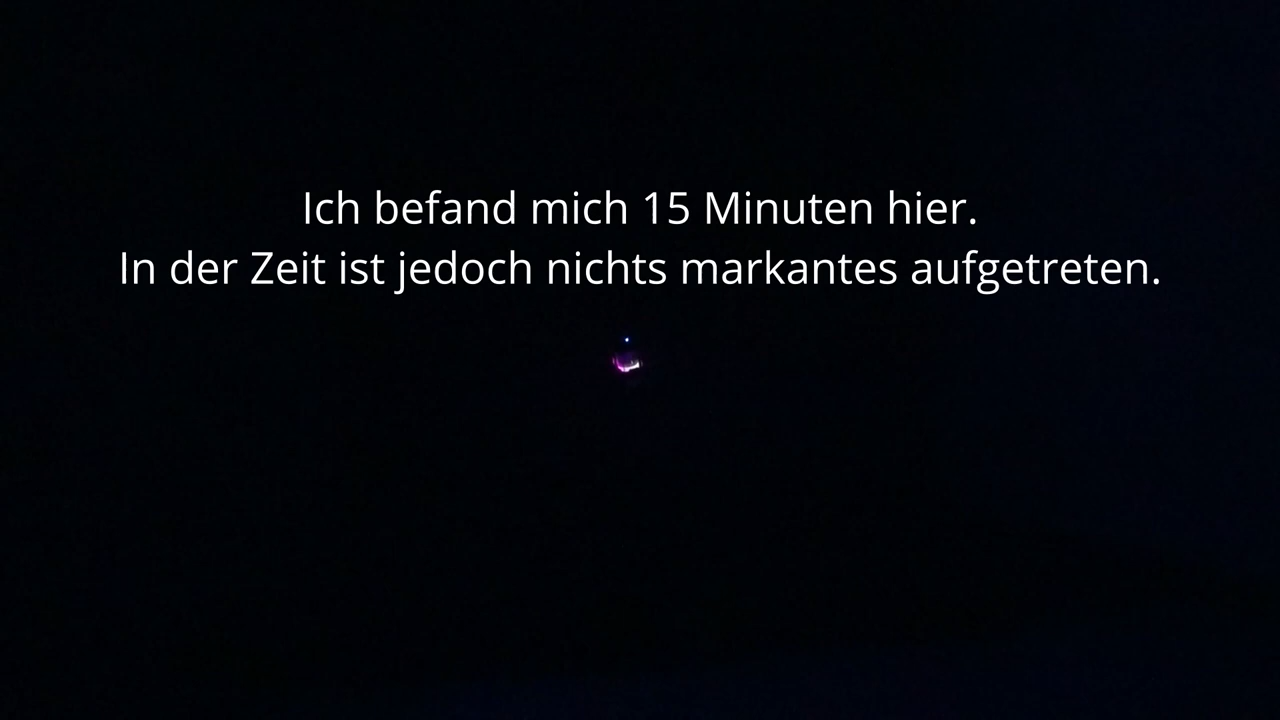 Ich befand mich 15 Minuten hier.
In der Zeit ist jedoch nichts markantes aufgetreten.